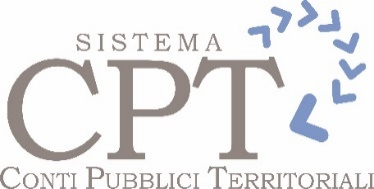 SISTEMA
CPT
CONTI PUBBLICI TERRITORIALI